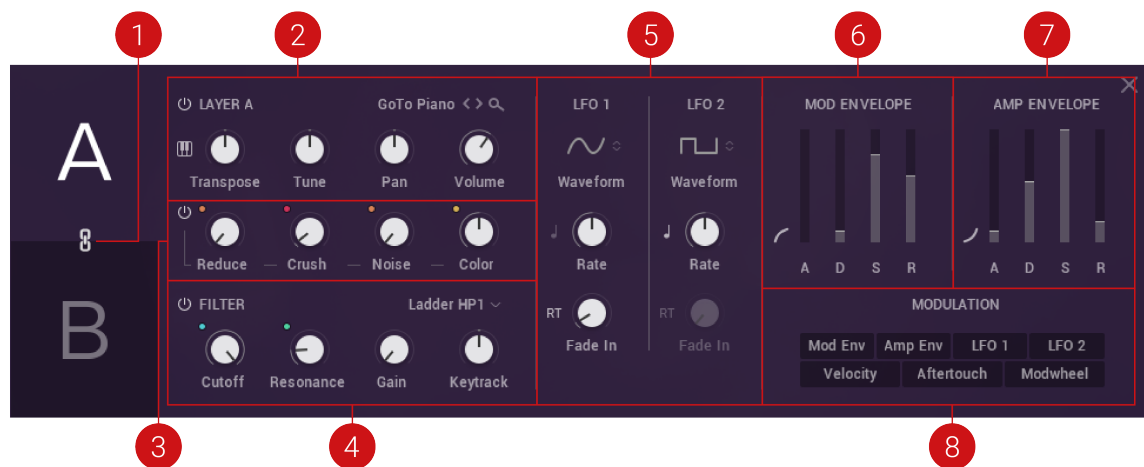 1
2
5
6
7
A
B
LAYER A
GoTo Piano
Transpose
Tune
Pan
Volume
Reduce
Crush
Noise
Color
FILTER
Ladder HP1
Cutoff
Resonance
Gain
Keytrack
LFO 1
LFO 2
Waveform
Waveform
Rate
Rate
RT
RT
Fade In
Fade In
MOD ENVELOPE
A D S R
AMP ENVELOPE
A D S R
MODULATION
Mod Env
Amp Env
LFO 1
LFO 2
Velocity
Aftertouch
Modwheel
3
4
8